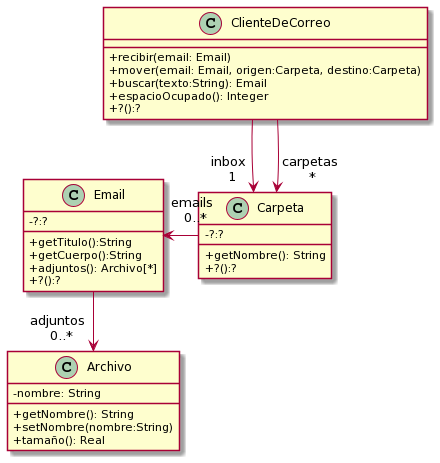 C ClienteDeCorreo
+recibir(email: Email)
+mover(email: Email, origen:Carpeta, destino:Carpeta)
+buscar(texto:String): Email
+espacioOcupado(): Integer
+?():?
inbox
1
carpetas
*
C Email
-?:?
+getTitulo():String
+getCuerpo():String
+adjuntos(): Archivo[*]
+?():?
emails
0..*
C Carpeta
-?:?
+getNombre(): String
+?():?
adjuntos
0..*
C Archivo
-nombre: String
+getNombre(): String
+setNombre(nombre:String)
+tamaño(): Real